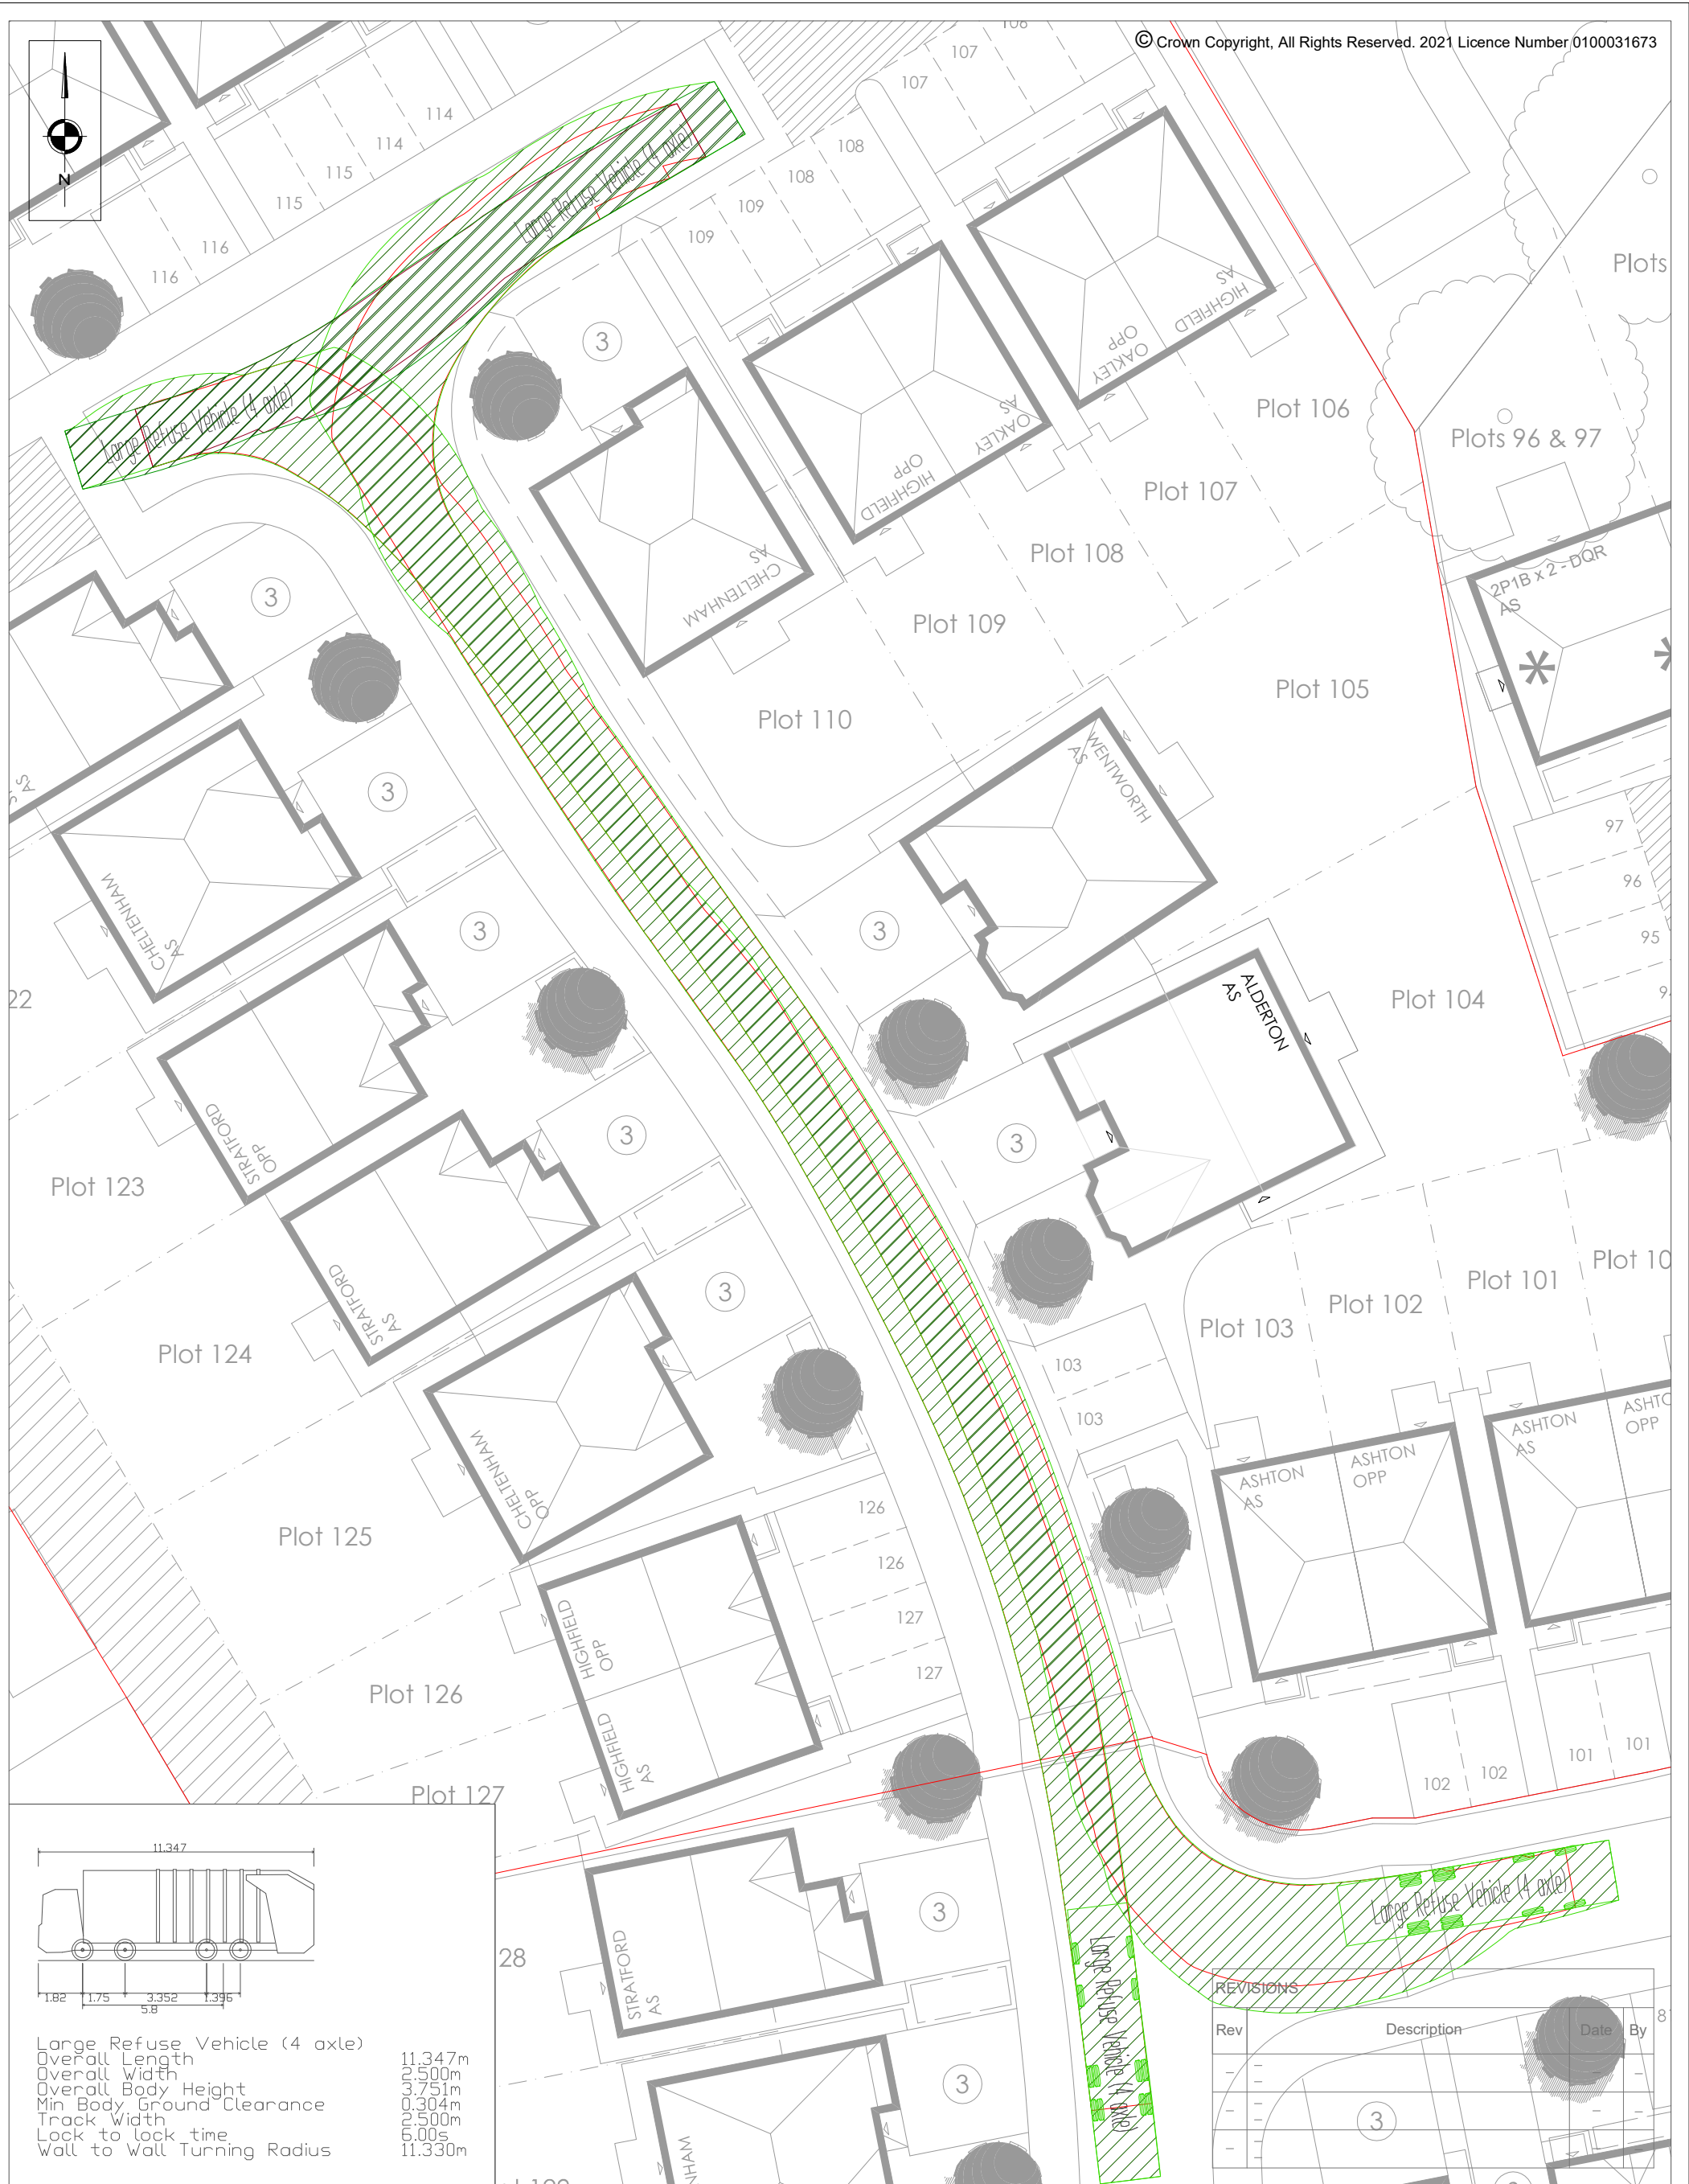 © Crown Copyright, All Rights Reserved. 2021 Licence Number 0100031673
N
107
107
114
114
115
115
116
116
108
108
109
109
Large Refuse Vehicle (4 axle)
Large Refuse Vehicle (4 axle)
3
HIGHFIELD
AS
OAKLEY
OPP
OAKLEY
AS
HIGHFIELD
OPP
CHELTENHAM
AS
Plots
Plots 96 & 97
Plot 106
Plot 107
Plot 108
Plot 109
Plot 110
Plot 105
2P1B x 2 - DQR
AS
3
3
CHELTENHAM
AS
3
WENTWORTH
AS
3
97
96
95
ALDERTON
AS
Plot 104
22
STRATFORD
OPP
3
3
Plot 123
STRATFORD
AS
3
Plot 124
Plot 103
Plot 102
Plot 101
Plot 10
103
103
CHELTENHAM
OPP
Plot 125
ASHTON
AS
ASHTON
OPP
ASHTON
AS
126
126
127
127
HIGHFIELD
OPP
HIGHFIELD
AS
Plot 126
Plot 127
102
102
101
101
STRATFORD
AS
3
28
3
Large Refuse Vehicle (4 axle)
Large Refuse Vehicle (4 axle)
11.347
1.82
1.75
3.352
1.396
5.8
Large Refuse Vehicle (4 axle)
Overall Length 11.347m
Overall Width 2.500m
Overall Body Height 3.751m
Min Body Ground Clearance 0.304m
Track Width 2.500m
Lock to lock time 6.00s
Wall to Wall Turning Radius 11.330m
REVISIONS
Rev Description Date By
3